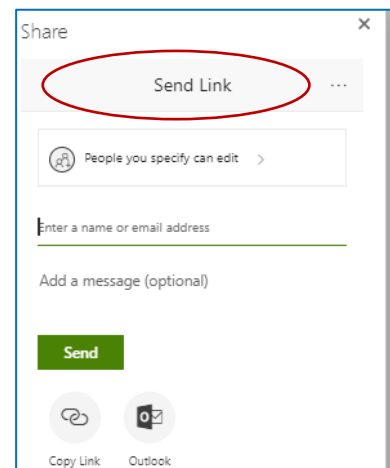 Share
Send Link
People you specify can edit
Enter a name or email address
Add a message (optional)
Send
Copy Link Outlook